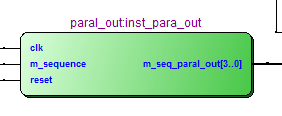 paral_out:inst_para_out
clk
m_sequence m_seq_paral_out[3..0]
reset